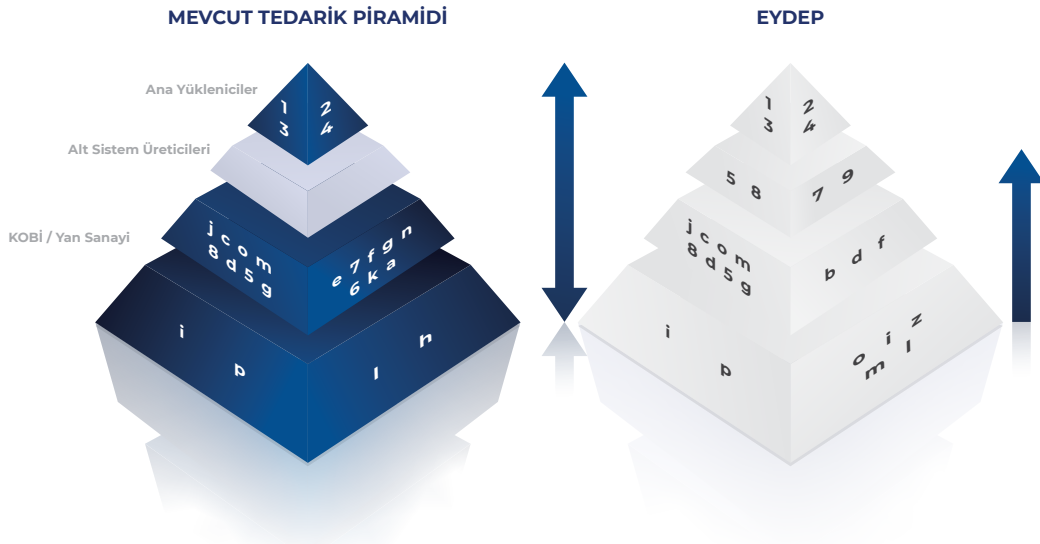 MEVCUT TEDARİK PİRAMİDİ
EYDEP
Ana Yükleniciler
1 2
3 4
Alt Sistem Üreticileri
KOBİ / Yan Sanayi
j c o m
8 d 5 g
e 7 f g n
6 k a
i
p
h
l
1 2
3 4
5 8
7 9
j c o m
8 d 5 g
b d f
i
p
o i z
m l